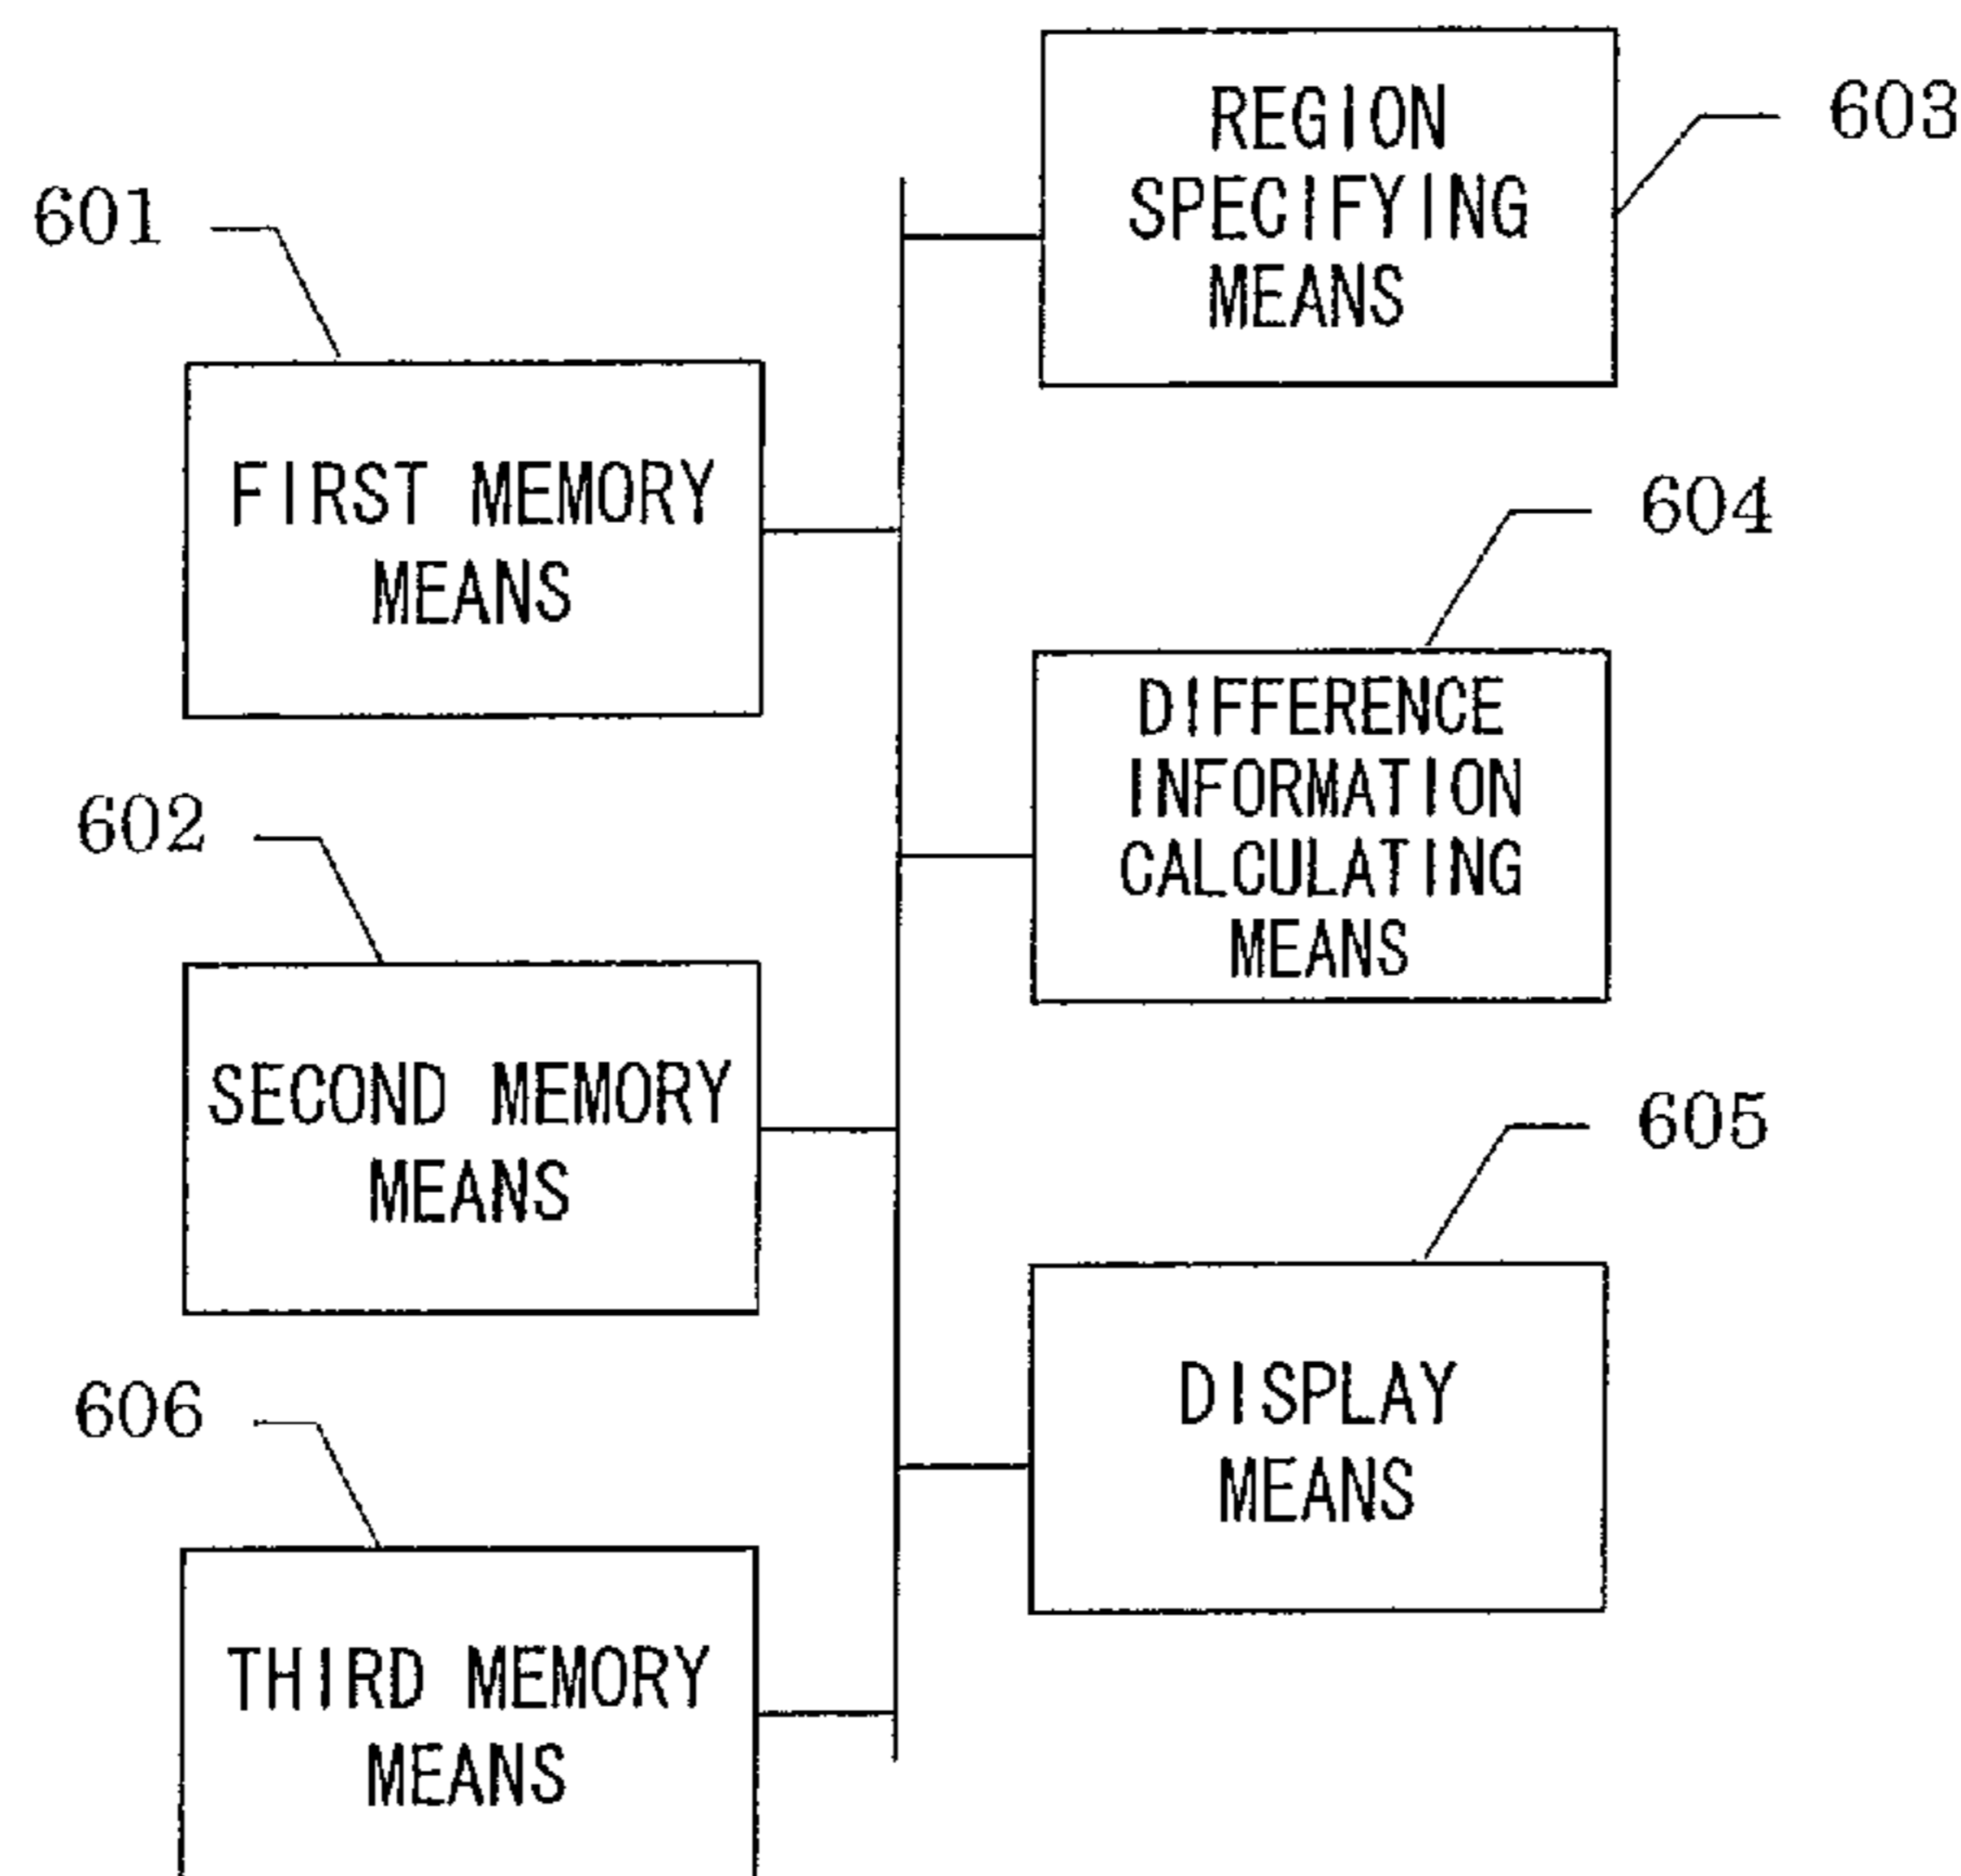 601
FIRST MEMORY
MEANS
602
SECOND MEMORY
MEANS
606
THIRD MEMORY
MEANS
REGION
SPECIFYING
MEANS
603
604
DIFFERENCE
INFORMATION
CALCULATING
MEANS
605
DISPLAY
MEANS